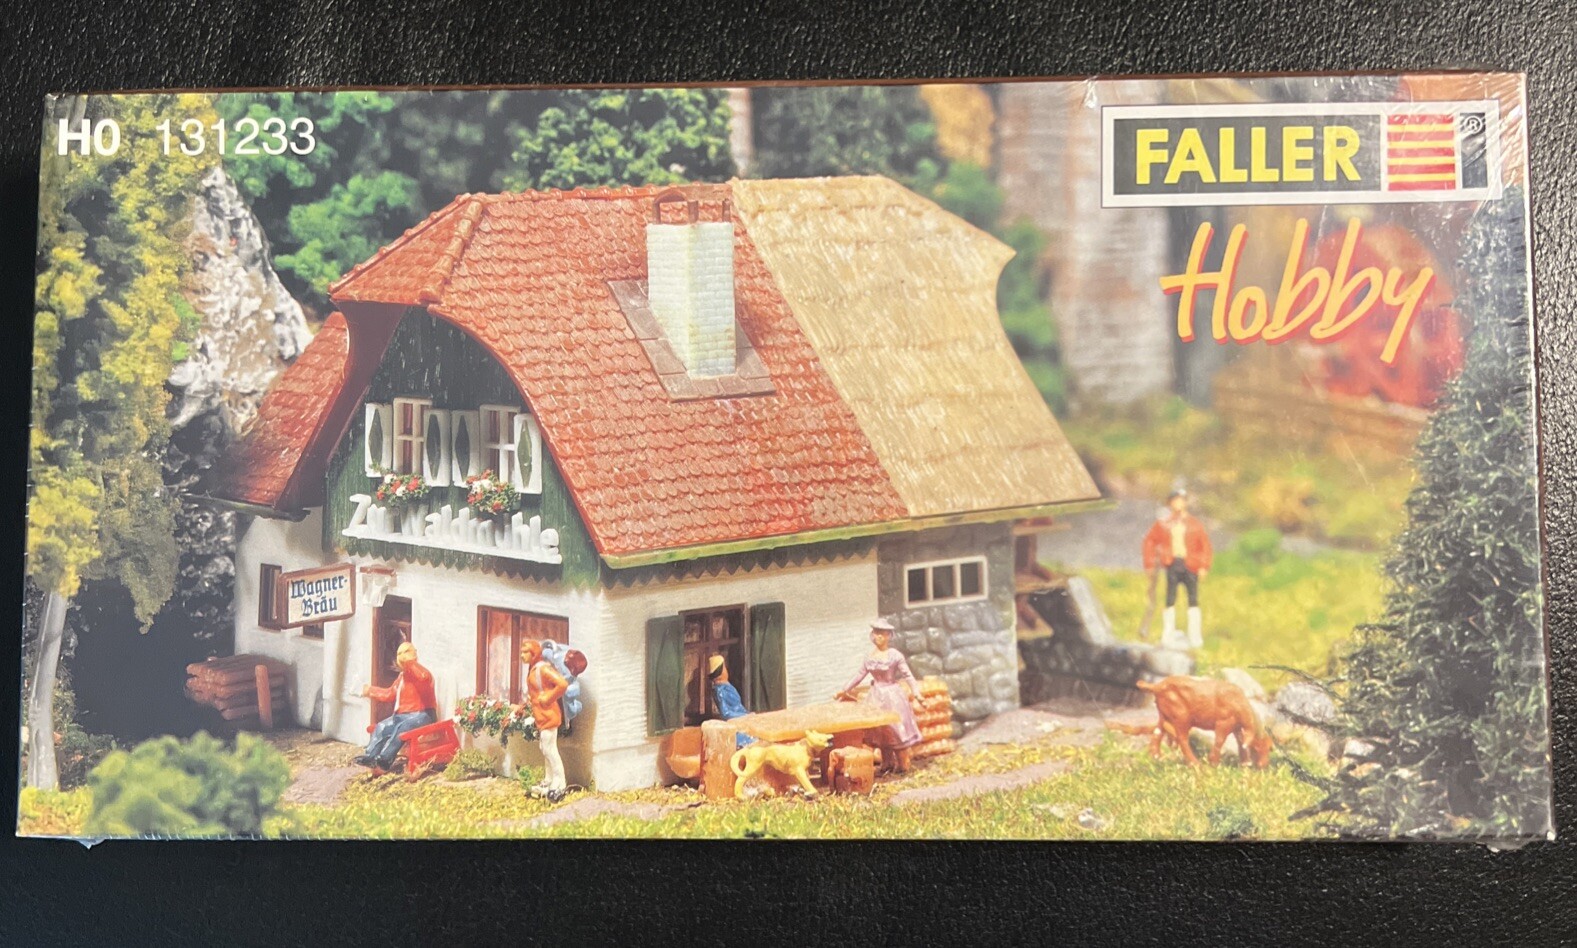 H0 131233
FALLER ®
Hobby
Zur Waldmühle
Wagner-
Bräu